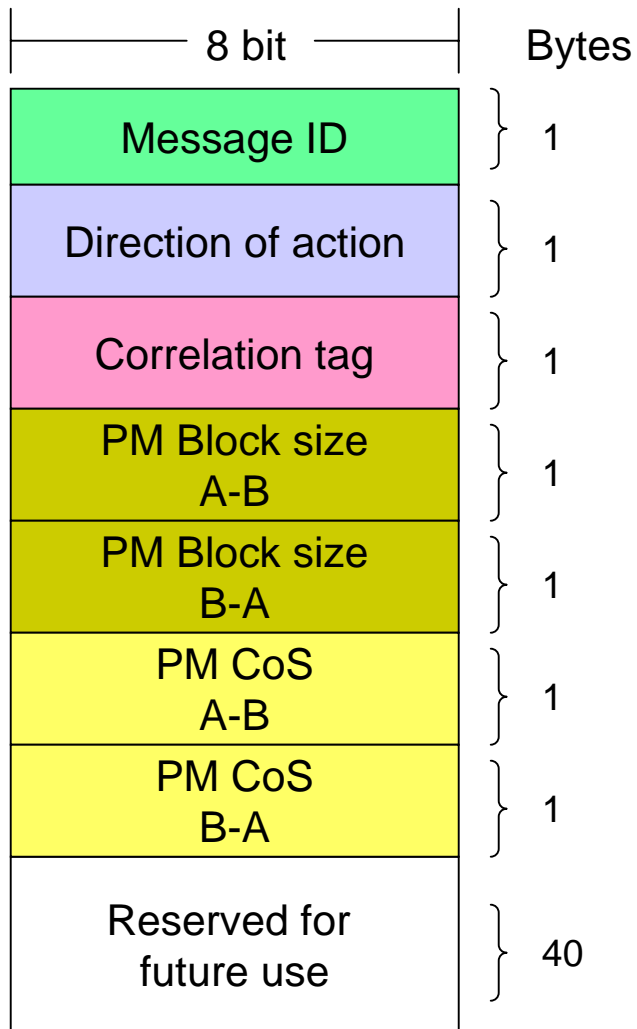 8 bit
Bytes
Message ID
1
Direction of action
1
Correlation tag
1
PM Block size
A-B
1
PM Block size
B-A
1
PM CoS
A-B
1
PM CoS
B-A
1
Reserved for
future use
40